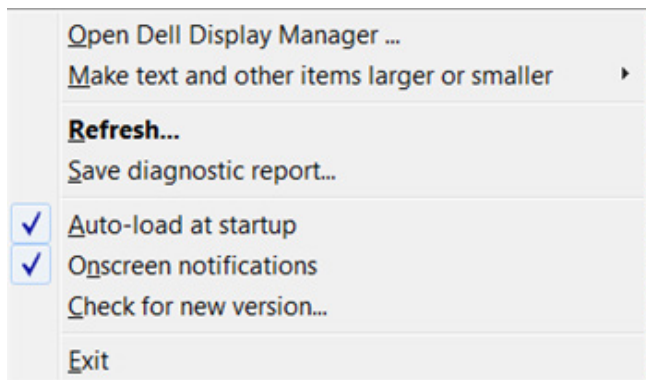 Open Dell Display Manager ...
Make text and other items larger or smaller
Refresh...
Save diagnostic report...
Auto-load at startup
Onscreen notifications
Check for new version...
Exit